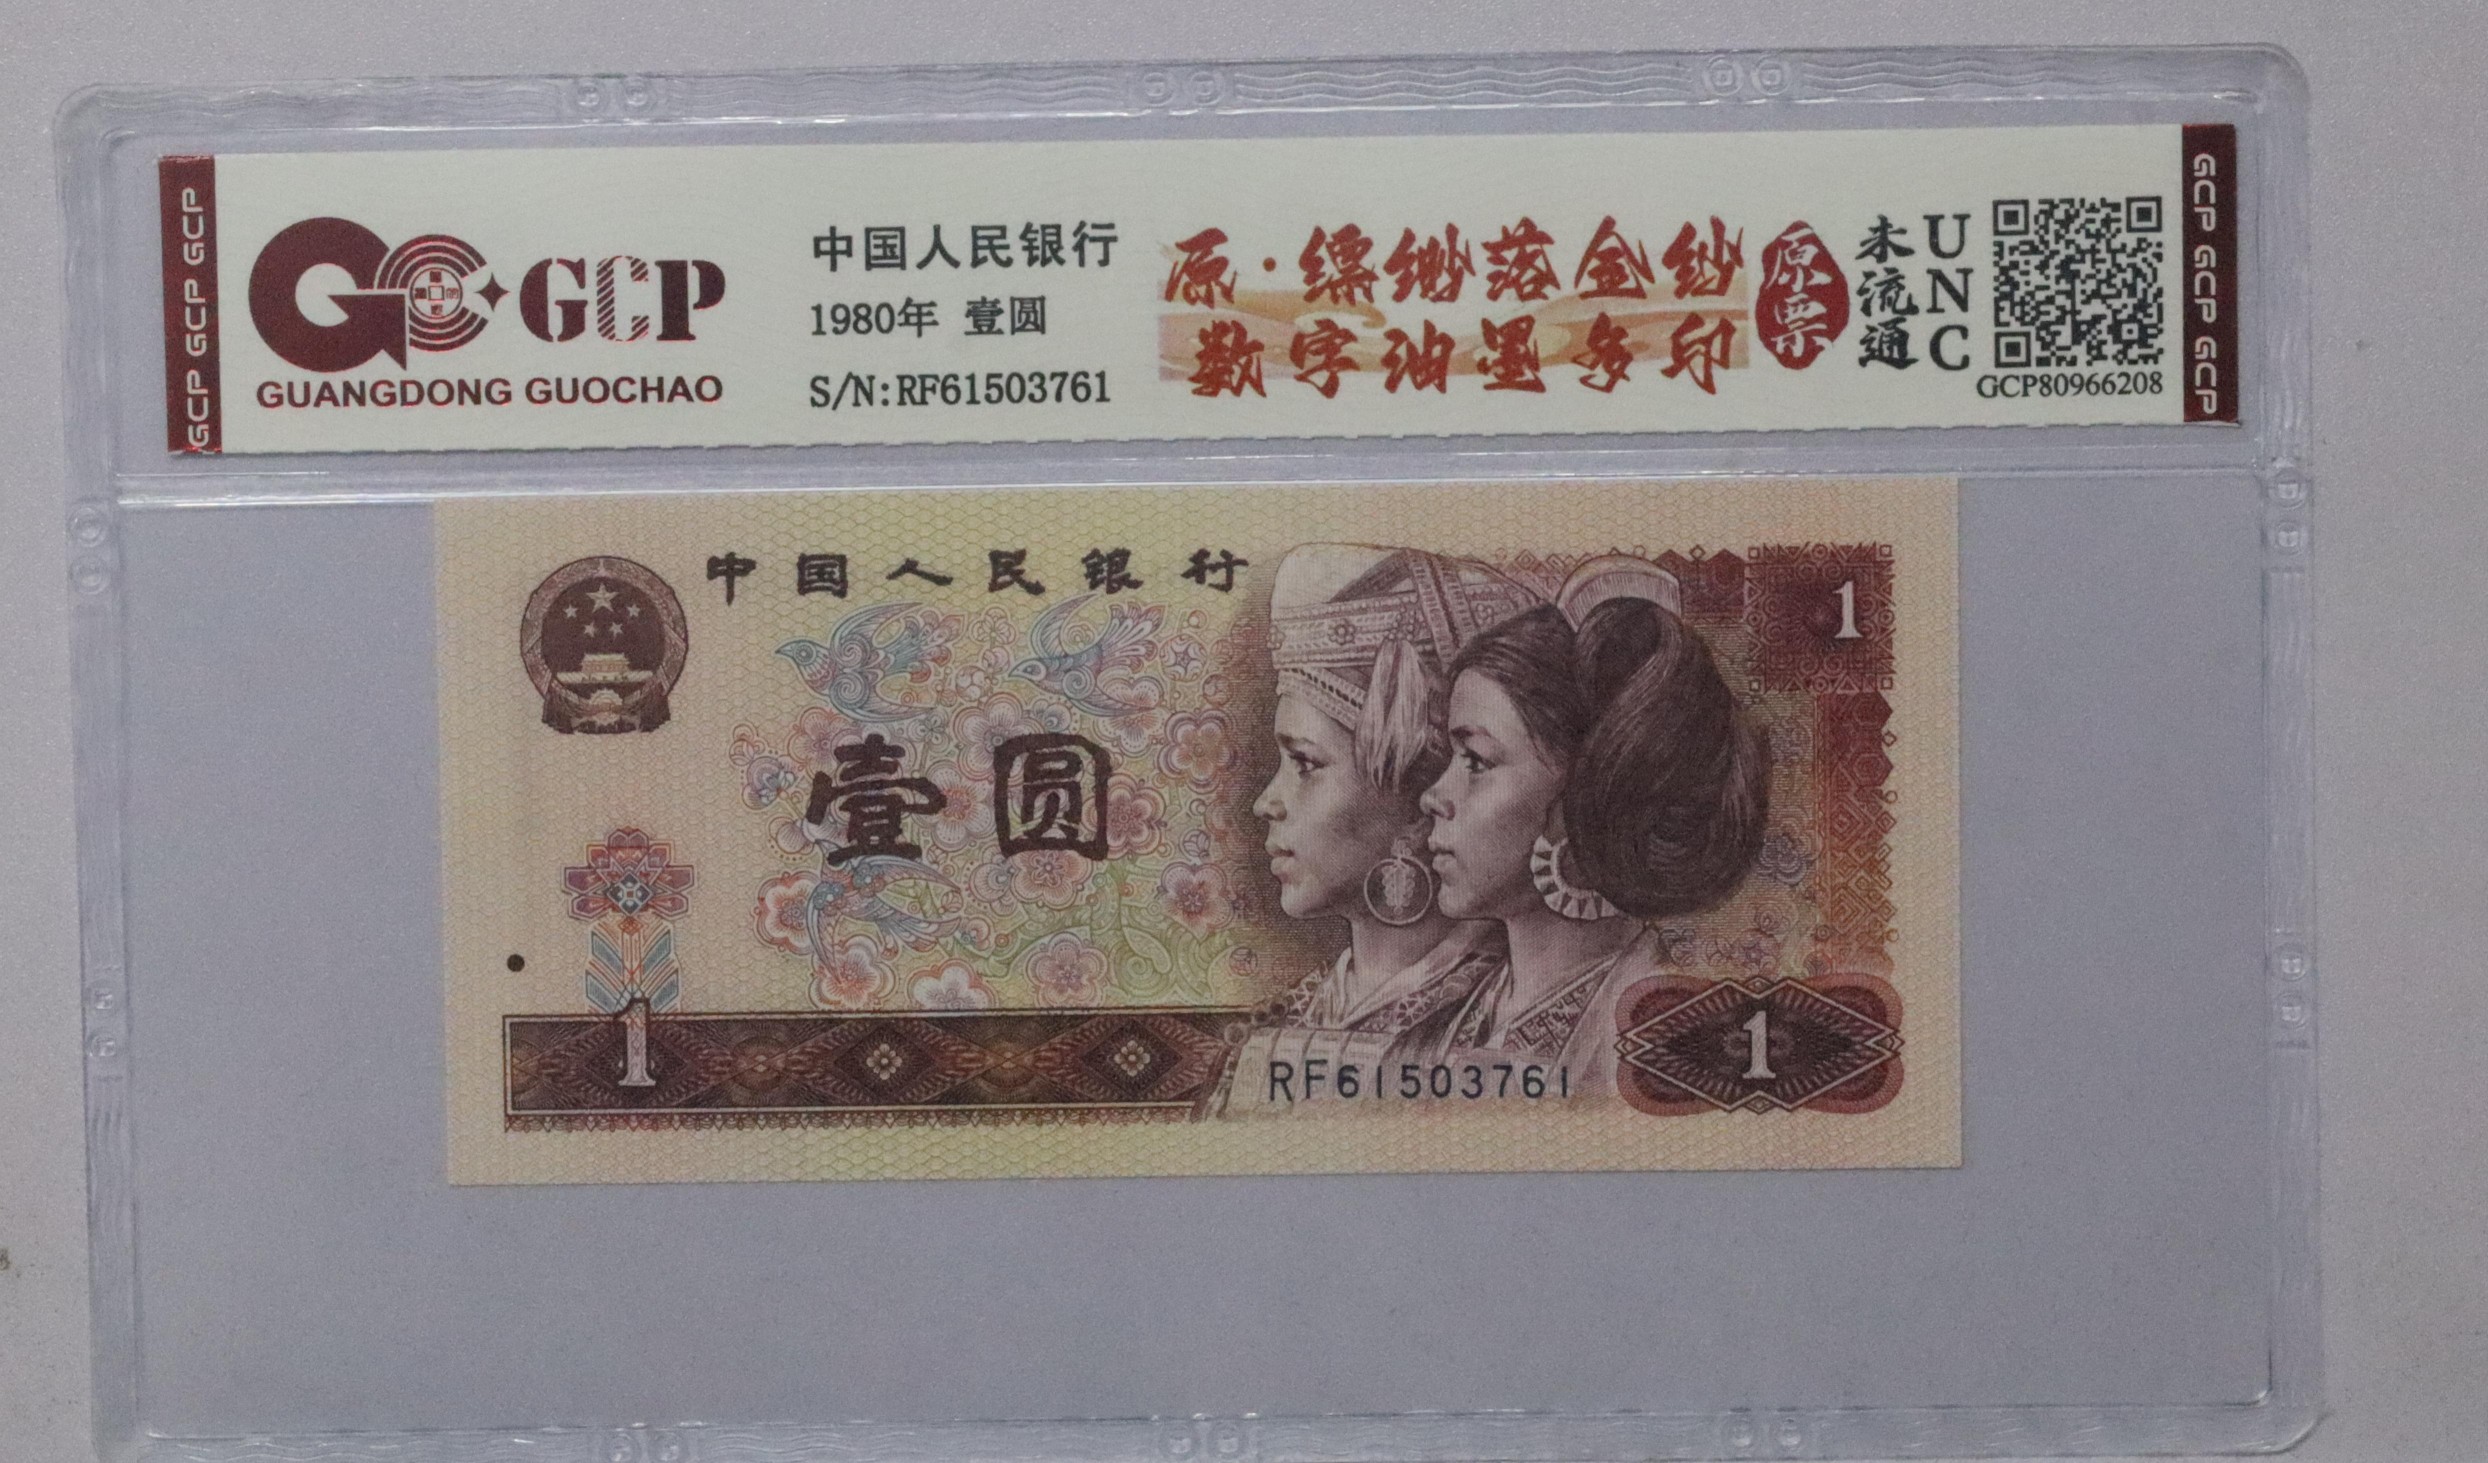 GCP GCP GCP
GCP
GUANGDONG GUOCHAO
中国人民银行
1980年 壹圆
S/N:RF61503761
原·缥缈落金纱
数字油墨多印
原票
未流通
UNC
GCP80966208
GCP GCP GCP
中国人民银行
1
壹圆
1
RF61503761
1